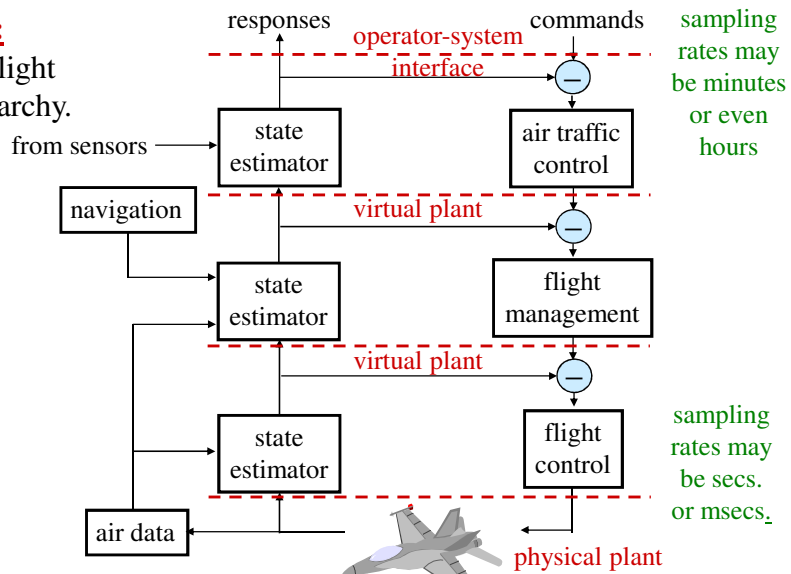 :
light
archy.
responses
commands
operator-system
interface
sampling
rates may
be minutes
or even
hours
from sensors
state
estimator
air traffic
control
navigation
virtual plant
state
estimator
flight
management
virtual plant
state
estimator
flight
control
sampling
rates may
be secs.
or msecs.
air data
physical plant